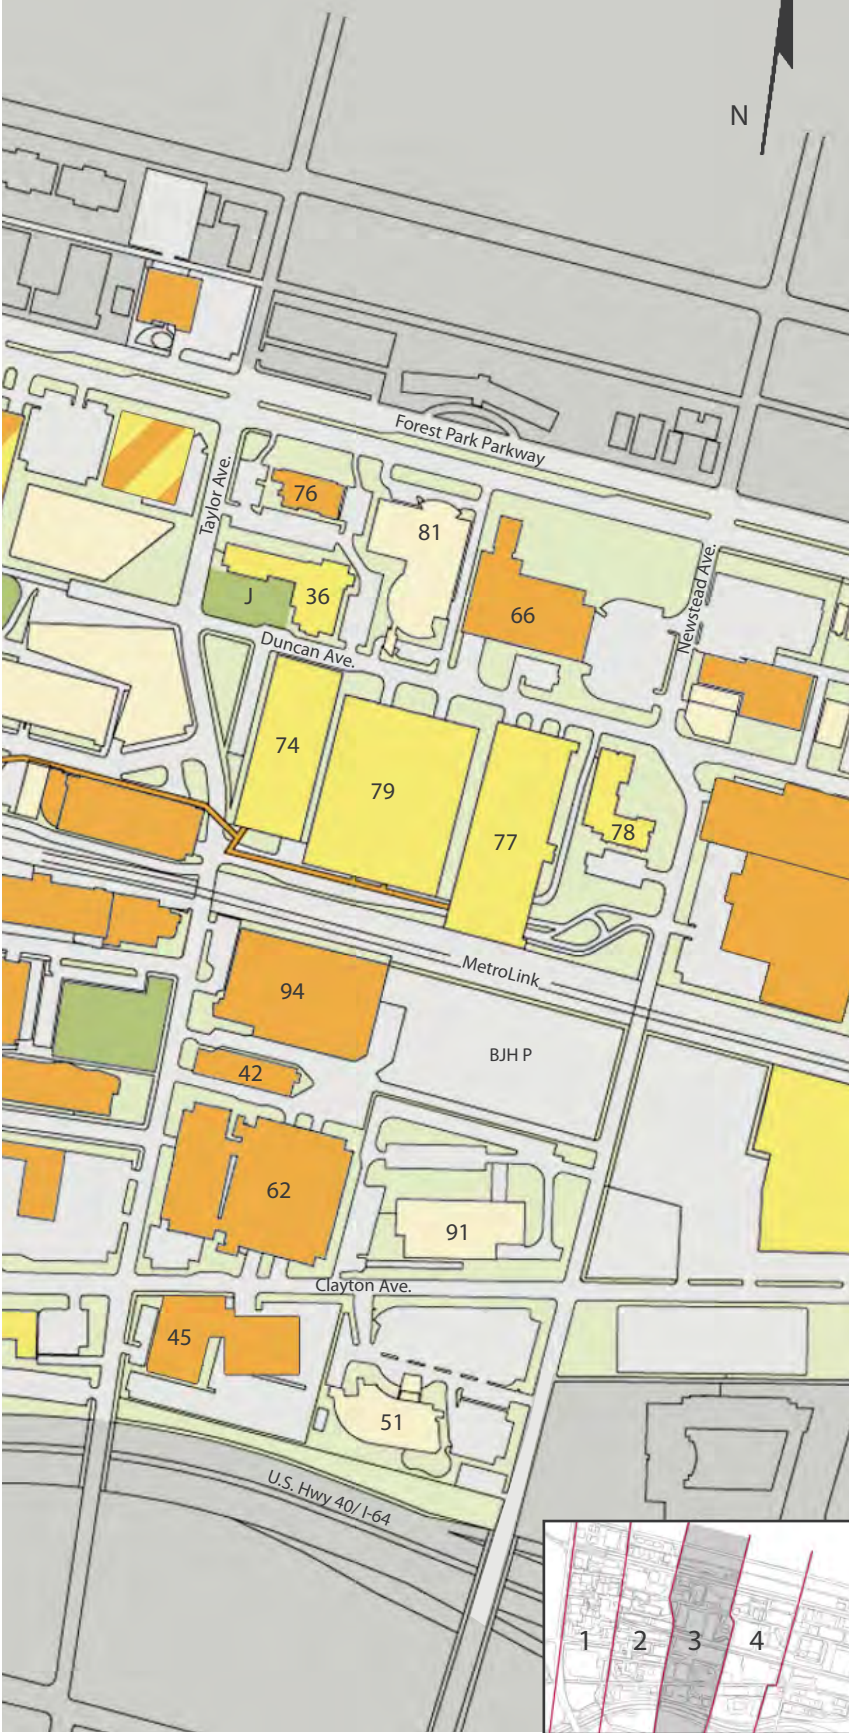 N
Forest Park Parkway
Taylor Ave.
76
81
Newstead Ave.
J
36
66
Duncan Ave.
74
79
77
78
MetroLink
94
BJH P
42
62
91
Clayton Ave.
45
51
U.S. Hwy 40/ I-64
1
2
3
4